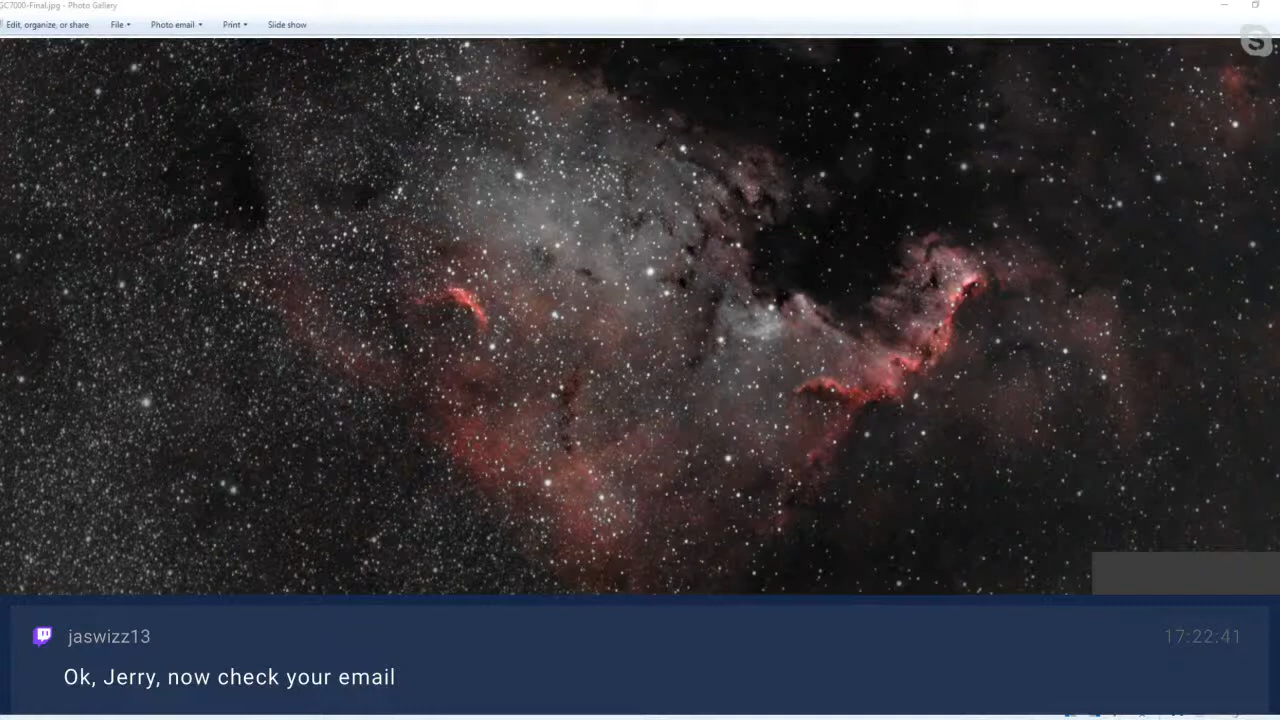 GC7000-Final.jpg - Photo Gallery
Edit, organize, or share File Photo email Print Slide show
jaswizz13 17:22:41
Ok, Jerry, now check your email